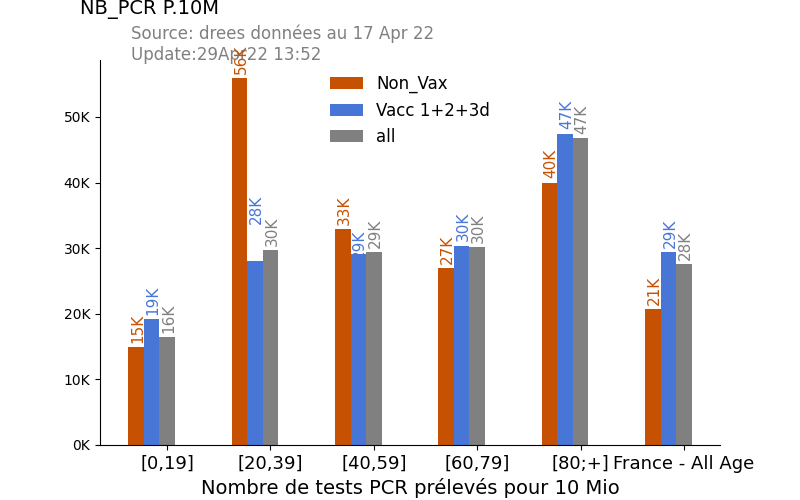 NB_PCR P.10M
Source: drees données au 17 Apr 22
Update:29Apr22 13:52
Non_Vax
Vacc 1+2+3d
all
50K
40K
30K
20K
10K
0K
15K
19K
16K
56K
28K
30K
33K
29K
29K
27K
30K
30K
40K
47K
47K
21K
29K
28K
[0,19]
[20,39]
[40,59]
[60,79]
[80;+]
France - All Age
Nombre de tests PCR prélevés pour 10 Mio